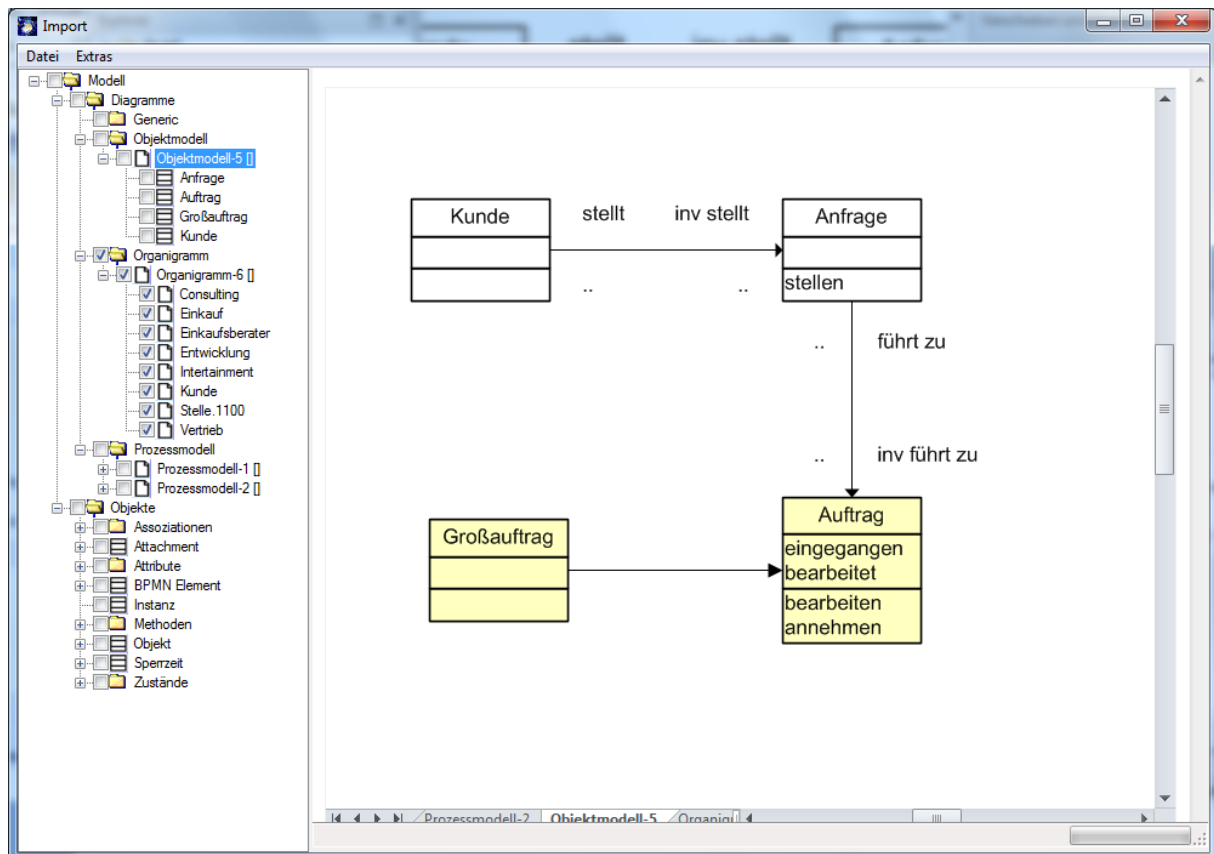 Import
Datei Extras
Modell
Diagramme
Generic
Objektmodell
Objektmodell-5 []
Anfrage
Auftrag
Großauftrag
Kunde
Organigramm
Organigramm-6 []
Consulting
Einkauf
Einkaufsberater
Entwicklung
Intertainment
Kunde
Stelle.1100
Vertrieb
Prozessmodell
Prozessmodell-1 []
Prozessmodell-2 []
Objekte
Assoziationen
Attachment
Attribute
BPMN Element
Instanz
Methoden
Objekt
Sperrzeit
Zustände
Kunde stellt inv stellt Anfrage
.. .. stellen
.. führt zu
.. inv führt zu
Auftrag
Großauftrag
eingegangen
bearbeitet
bearbeiten
annehmen
Prozessmodell-2 Objektmodell-5